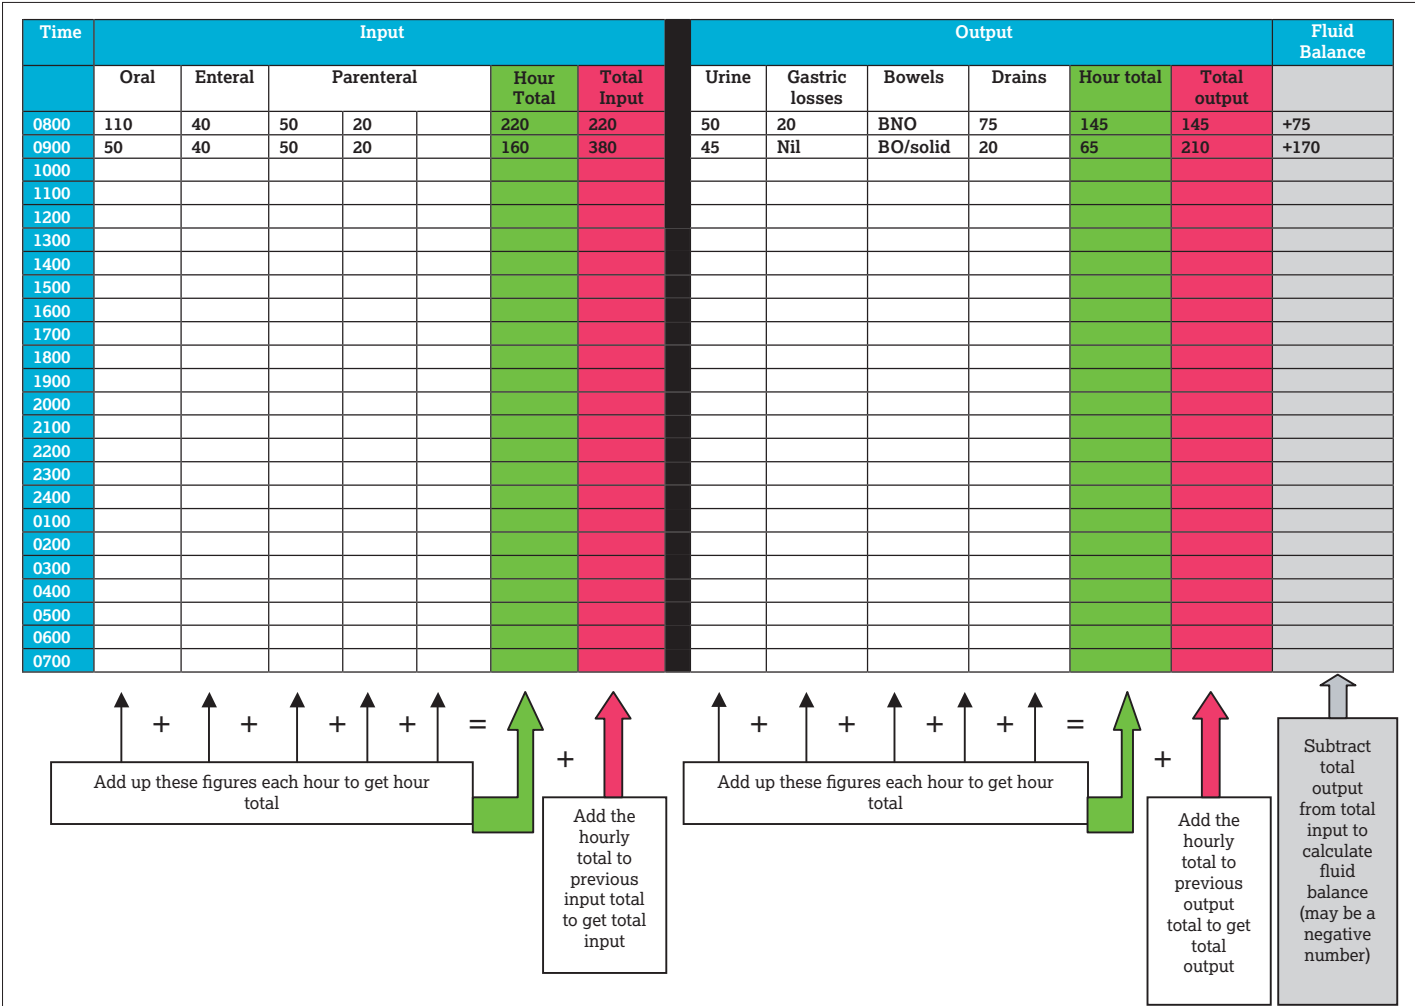 Time Input Output Fluid Balance
Oral Enteral Parenteral Hour Total Total Input Urine Gastric losses Bowels Drains Hour total Total output
0800 110 40 50 20 220 220 50 20 BNO 75 145 145 +75
0900 50 40 50 20 160 380 45 Nil BO/solid 20 65 210 +170
1000
1100
1200
1300
1400
1500
1600
1700
1800
1900
2000
2100
2200
2300
2400
0100
0200
0300
0400
0500
0600
0700
+ + + + = + + + + + = +
Add up these figures each hour to get hour
total
Add the
hourly
total to
previous
input total
to get total
input
Add up these figures each hour to get hour
total
Add the
hourly
total to
previous
output
total to get
total
output
Subtract
total
output
from total
input to
calculate
fluid
balance
(may be a
negative
number)